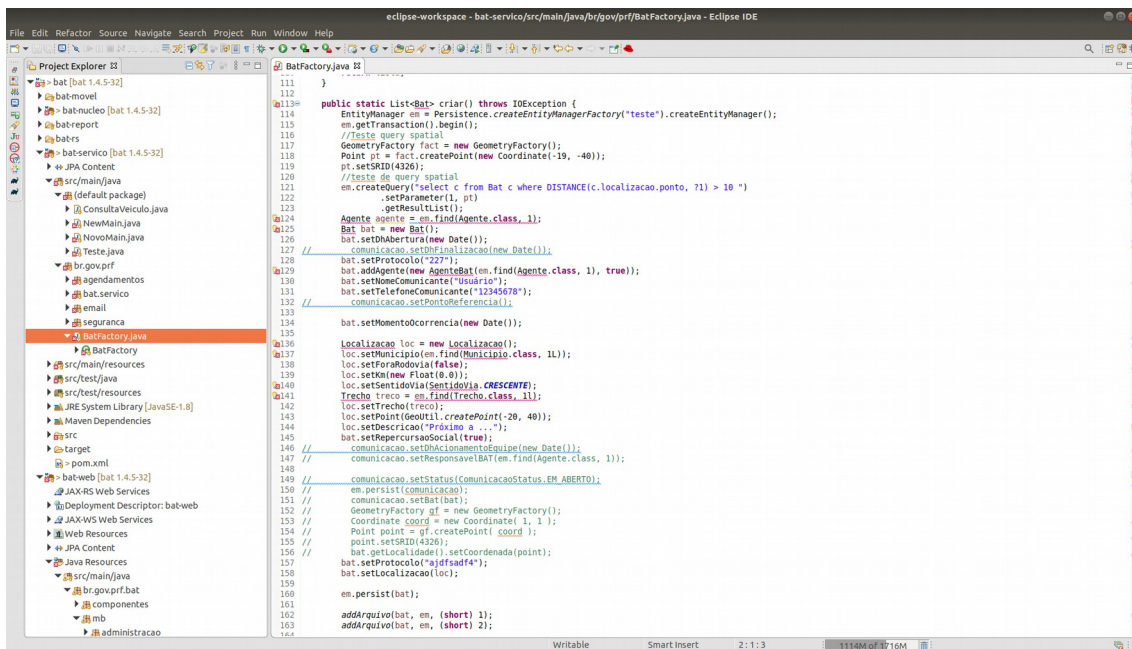 eclipse-workspace - bat-servico/src/main/java/br/gov/prf/BatFactory.java - Eclipse IDE
File Edit Refactor Source Navigate Search Project Run Window Help
Project Explorer
> bat [bat 1.4.5-32]
bat-movel
> bat-nucleo [bat 1.4.5-32]
bat-report
bat-rs
> bat-servico [bat 1.4.5-32]
JPA Content
src/main/java
(default package)
ConsultaVeiculo.java
NewMain.java
NovoMain.java
Teste.java
br.gov.prf
agendamentos
bat.servico
email
seguranca
BatFactory.java
BatFactory
src/main/resources
src/test/java
src/test/resources
JRE System Library [JavaSE-1.8]
Maven Dependencies
src
target
> pom.xml
> bat-web [bat 1.4.5-32]
JAX-RS Web Services
Deployment Descriptor: bat-web
JAX-WS Web Services
Web Resources
JPA Content
Java Resources
src/main/java
br.gov.prf.bat
componentes
mb
administracao
BatFactory.java
111 }
112
113 public static List<Bat> criar() throws IOException {
114 EntityManager em = Persistence.createEntityManagerFactory("teste").createEntityManager();
115 em.getTransaction().begin();
116 //Teste query spatial
117 GeometryFactory fact = new GeometryFactory();
118 Point pt = fact.createPoint(new Coordinate(-19, -40));
119 pt.setSRID(4326);
120 //teste de query spatial
121 em.createQuery("select c from Bat c where DISTANCE(c.localizacao.ponto, ?1) > 10 ")
122 .setParameter(1, pt)
123 .getResultList();
124 Agente agente = em.find(Agente.class, 1);
125 Bat bat = new Bat();
126 bat.setDhAbertura(new Date());
127 // comunicacao.setDhFinalizacao(new Date());
128 bat.setProtocolo("227");
129 bat.addAgente(new AgenteBat(em.find(Agente.class, 1), true));
130 bat.setNomeComunicante("Usuário");
131 bat.setTelefoneComunicante("12345678");
132 // comunicacao.setPontoReferencia();
133
134 bat.setMomentoOcorrencia(new Date());
135
136 Localizacao loc = new Localizacao();
137 loc.setMunicipio(em.find(Municipio.class, 1L));
138 loc.setForaRodovia(false);
139 loc.setKm(new Float(0.0));
140 loc.setSentidoVia(SentidoVia.CRESCENTE);
141 Trecho treco = em.find(Trecho.class, 1l);
142 loc.setTrecho(treco);
143 loc.setPoint(GeoUtil.createPoint(-20, 40));
144 loc.setDescricao("Próximo a ...");
145 bat.setRepercursaoSocial(true);
146 // comunicacao.setDhAcionamentoEquipe(new Date());
147 // comunicacao.setResponsavelBAT(em.find(Agente.class, 1));
148
149 // comunicacao.setStatus(ComunicacaoStatus.EM_ABERTO);
150 // em.persist(comunicacao);
151 // comunicacao.setBat(bat);
152 // GeometryFactory gf = new GeometryFactory();
153 // Coordinate coord = new Coordinate( 1, 1 );
154 // Point point = gf.createPoint( coord );
155 // point.setSRID(4326);
156 // bat.getLocalidade().setCoordenada(point);
157 bat.setProtocolo("ajdfsadf4");
158 bat.setLocalizacao(loc);
159
160 em.persist(bat);
161
162 addArquivo(bat, em, (short) 1);
163 addArquivo(bat, em, (short) 2);
164
Writable Smart Insert 2:1:3 1114M of 1716M